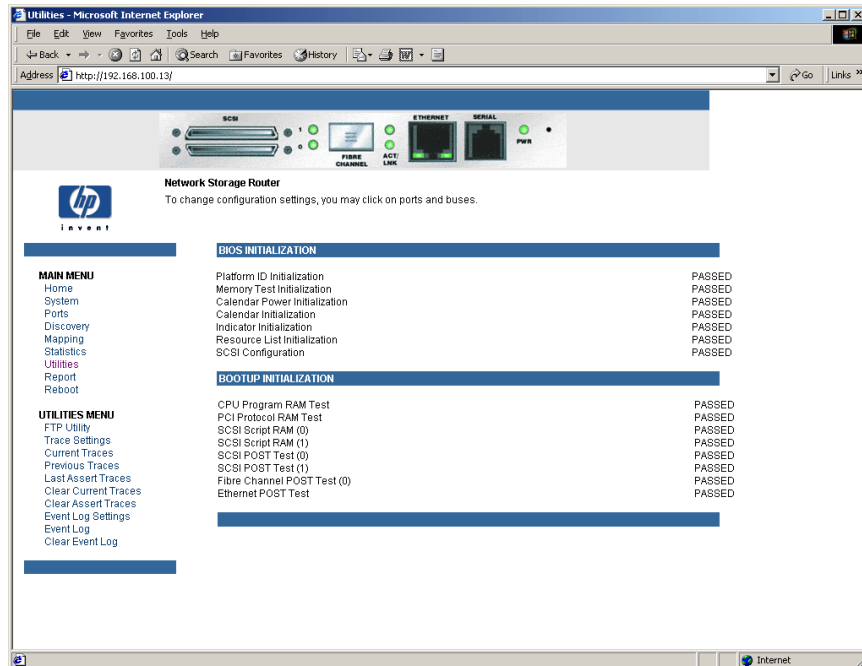 Utilities - Microsoft Internet Explorer
File Edit View Favorites Tools Help
Back Search Favorites History
Address http://192.168.100.13/ Go Links »
SCSI ETHERNET SERIAL
1
0
FIBRE CHANNEL ACT/ LNK PWR
hp
invent
Network Storage Router
To change configuration settings, you may click on ports and buses.
MAIN MENU
Home
System
Ports
Discovery
Mapping
Statistics
Utilities
Report
Reboot
UTILITIES MENU
FTP Utility
Trace Settings
Current Traces
Previous Traces
Last Assert Traces
Clear Current Traces
Clear Assert Traces
Event Log Settings
Event Log
Clear Event Log
BIOS INITIALIZATION
Platform ID Initialization PASSED
Memory Test Initialization PASSED
Calendar Power Initialization PASSED
Calendar Initialization PASSED
Indicator Initialization PASSED
Resource List Initialization PASSED
SCSI Configuration PASSED
BOOTUP INITIALIZATION
CPU Program RAM Test PASSED
PCI Protocol RAM Test PASSED
SCSI Script RAM (0) PASSED
SCSI Script RAM (1) PASSED
SCSI POST Test (0) PASSED
SCSI POST Test (1) PASSED
Fibre Channel POST Test (0) PASSED
Ethernet POST Test PASSED
Internet